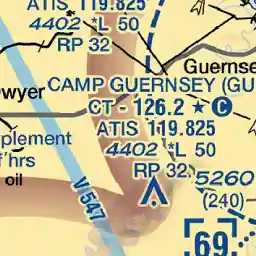 ATIS 119.825
4402 *L 50
RP 32
Guernse
CAMP GUERNSEY (GU
wyer
CT - 126.2 ★ C
ATIS 119.825
plement
4402 *L 50
f'hrs
RP 32
oil
5260
(240)
V 547
69